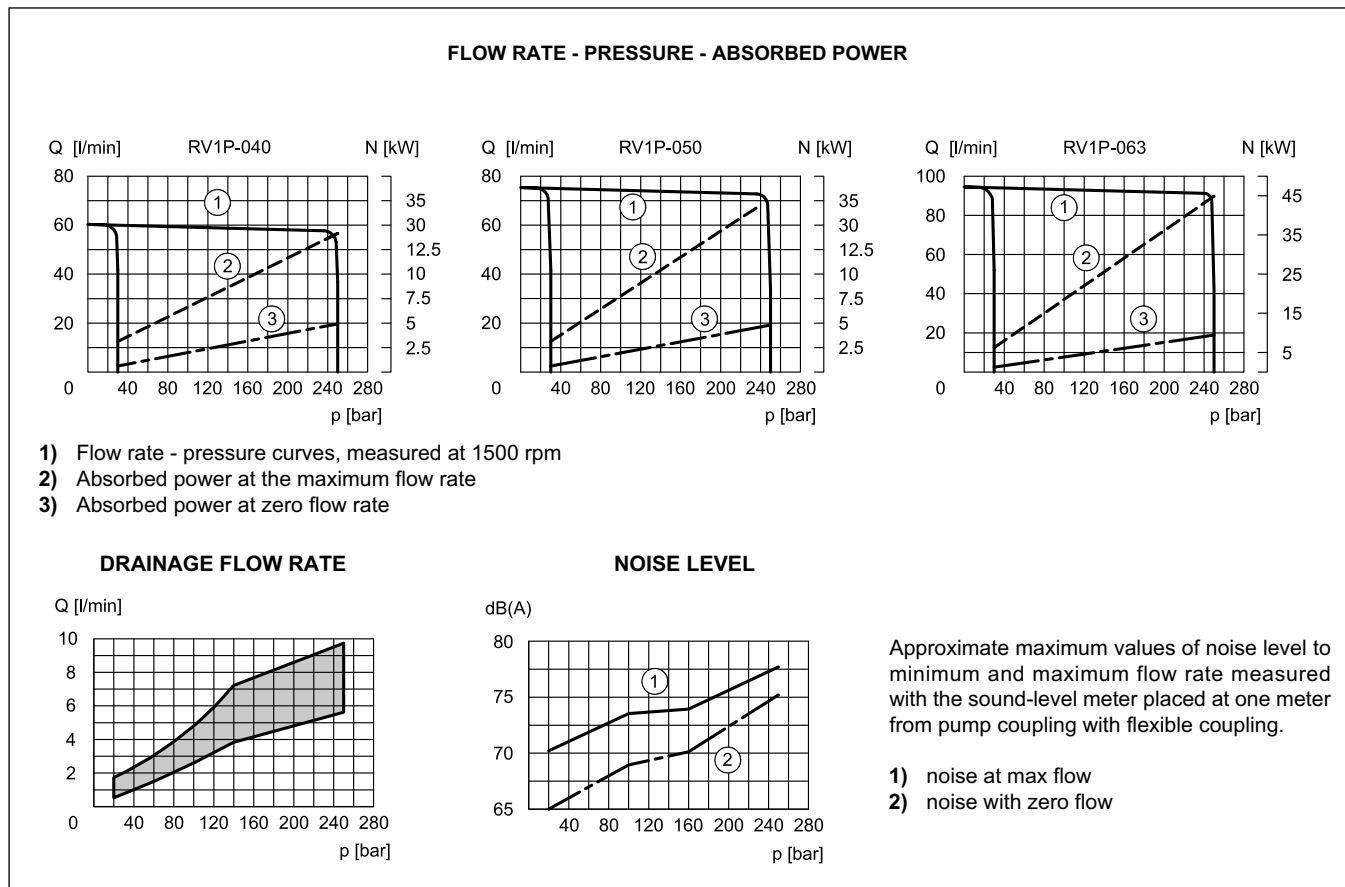 FLOW RATE - PRESSURE - ABSORBED POWER
Q [l/min] RV1P-040 N [kW]
80
60
40
20
0
35
30
12.5
10
7.5
5
2.5
40 80 120 160 200 240 280
p [bar]
1
2
3
Q [l/min] RV1P-050 N [kW]
80
60
40
20
0
35
30
12.5
10
7.5
5
2.5
40 80 120 160 200 240 280
p [bar]
1
2
3
Q [l/min] RV1P-063 N [kW]
100
80
60
40
20
0
45
35
25
15
5
40 80 120 160 200 240 280
p [bar]
1
2
3
1) Flow rate - pressure curves, measured at 1500 rpm
2) Absorbed power at the maximum flow rate
3) Absorbed power at zero flow rate
DRAINAGE FLOW RATE
Q [l/min]
10
8
6
4
2
0 40 80 120 160 200 240 280
p [bar]
NOISE LEVEL
dB(A)
80
75
70
65
40 80 120 160 200 240 280
p [bar]
1
2
Approximate maximum values of noise level to
minimum and maximum flow rate measured
with the sound-level meter placed at one meter
from pump coupling with flexible coupling.
1) noise at max flow
2) noise with zero flow